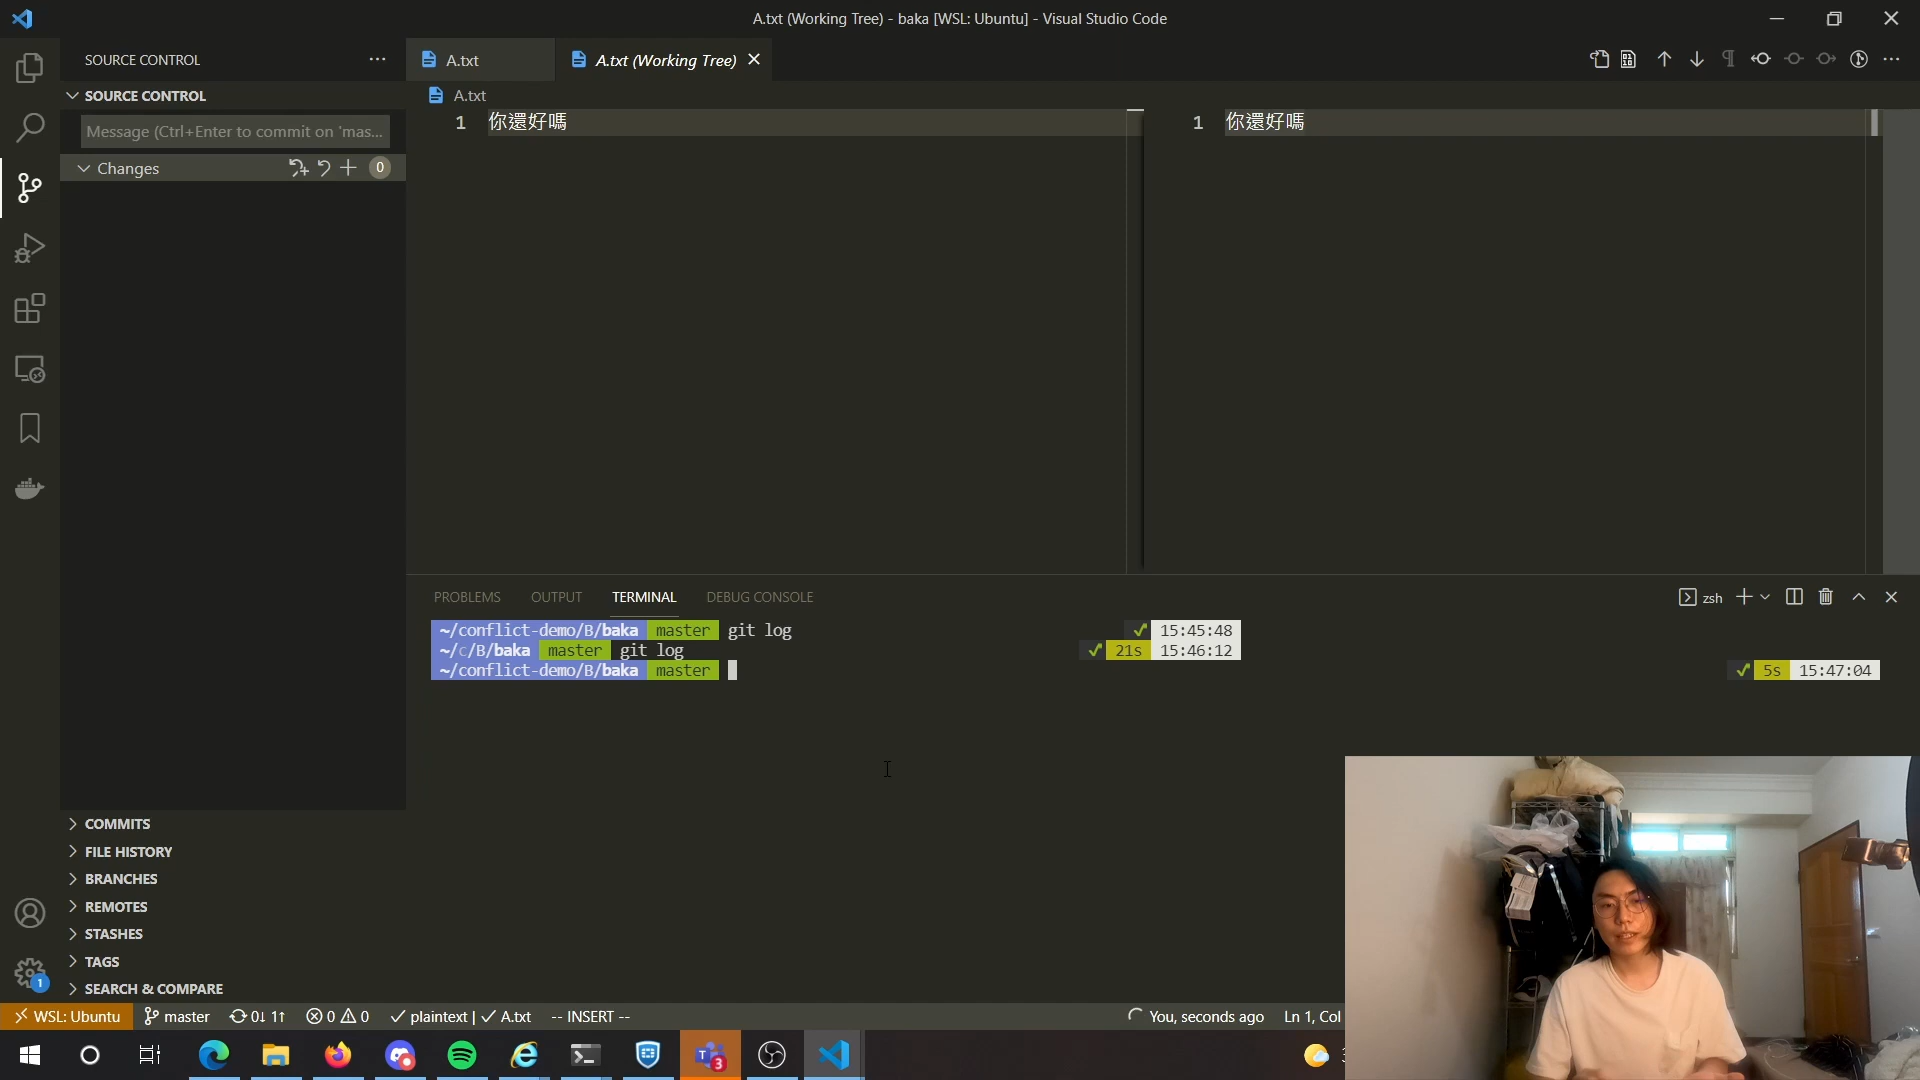 A.txt (Working Tree) - baka [WSL: Ubuntu] - Visual Studio Code
SOURCE CONTROL
A.txt
A.txt (Working Tree)
SOURCE CONTROL
A.txt
Message (Ctrl+Enter to commit on 'mas...
1 你還好嗎
1 你還好嗎
Changes
0
PROBLEMS OUTPUT TERMINAL DEBUG CONSOLE
zsh
~/conflict-demo/B/baka master git log ✓ 15:45:48
~/c/B/baka master git log ✓ 21s 15:46:12
~/conflict-demo/B/baka master ✓ 5s 15:47:04
COMMITS
FILE HISTORY
BRANCHES
REMOTES
STASHES
TAGS
SEARCH & COMPARE
1
WSL: Ubuntu master 0↓ 1↑ 0 0 ✓ plaintext | ✓ A.txt -- INSERT -- You, seconds ago Ln 1, Col
T 3